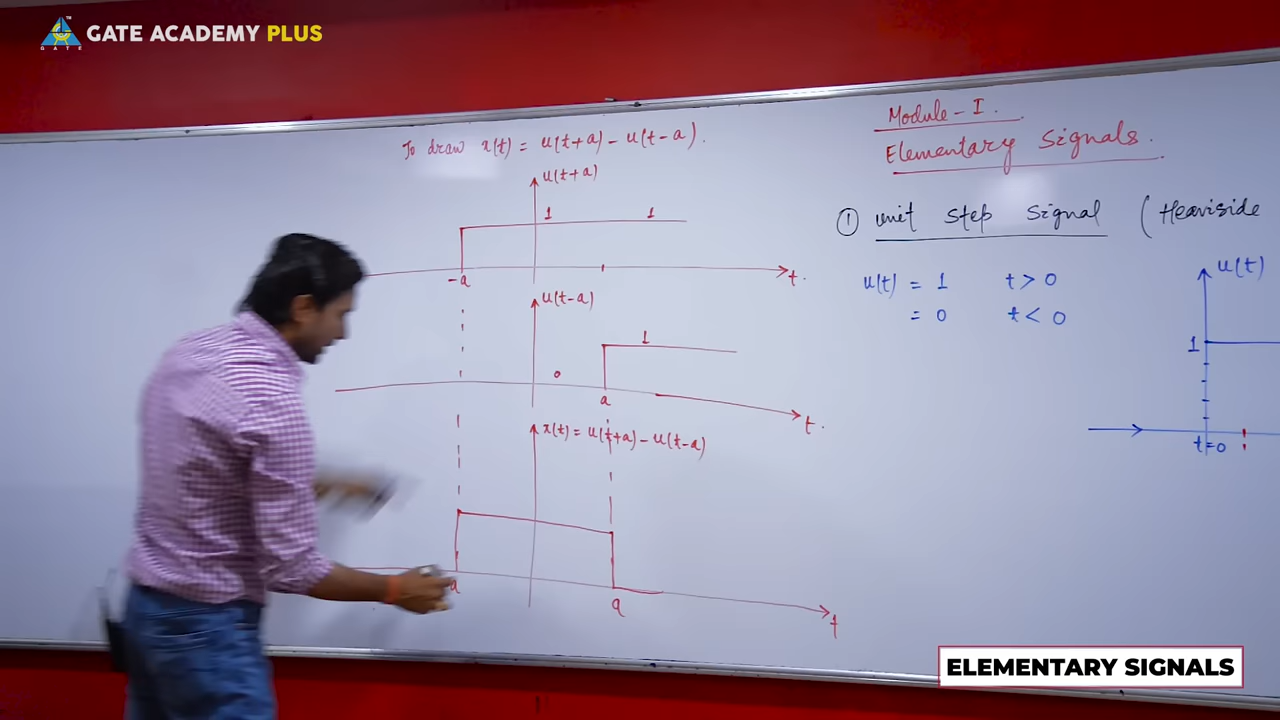 GATE ACADEMY PLUS
GATE
To draw x(t) = u(t+a) - u(t-a).
u(t+a)
1 1
-a
t.
u(t-a)
1
0
a
t.
x(t) = u(t+a) - u(t-a)
a
a
t
Module - I.
Elementary Signals.
① unit step signal (Heaviside
u(t) = 1 t > 0
= 0 t < 0
u(t)
1
t=0
ELEMENTARY SIGNALS